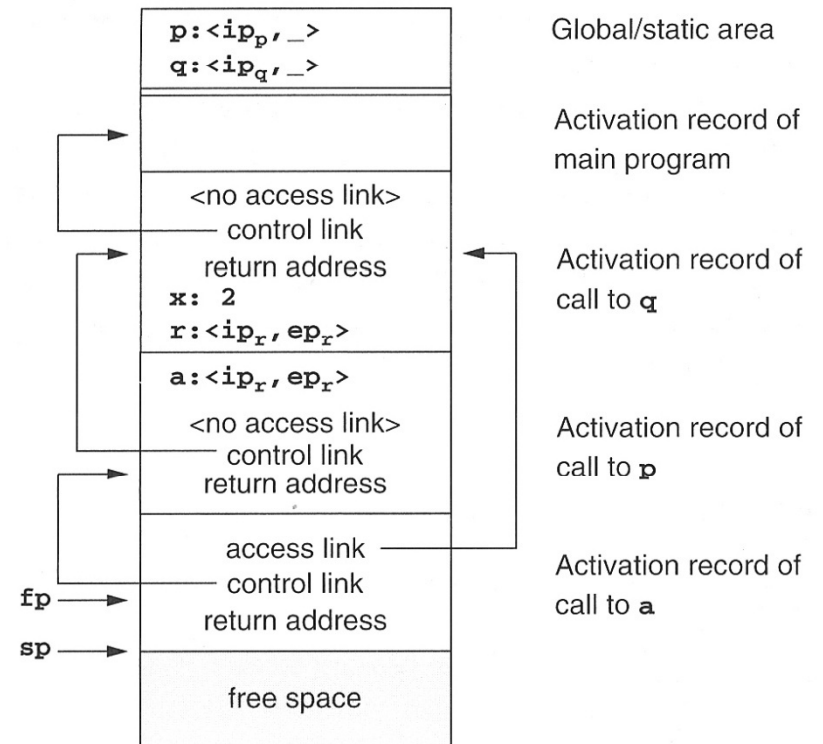 p:<ip_p,_>
Global/static area
q:<ip_q,_>
Activation record of
main program
<no access link>
control link
return address
Activation record of
call to q
x: 2
r:<ip_r,ep_r>
a:<ip_r,ep_r>
<no access link>
control link
return address
Activation record of
call to p
access link
control link
return address
Activation record of
call to a
fp
sp
free space